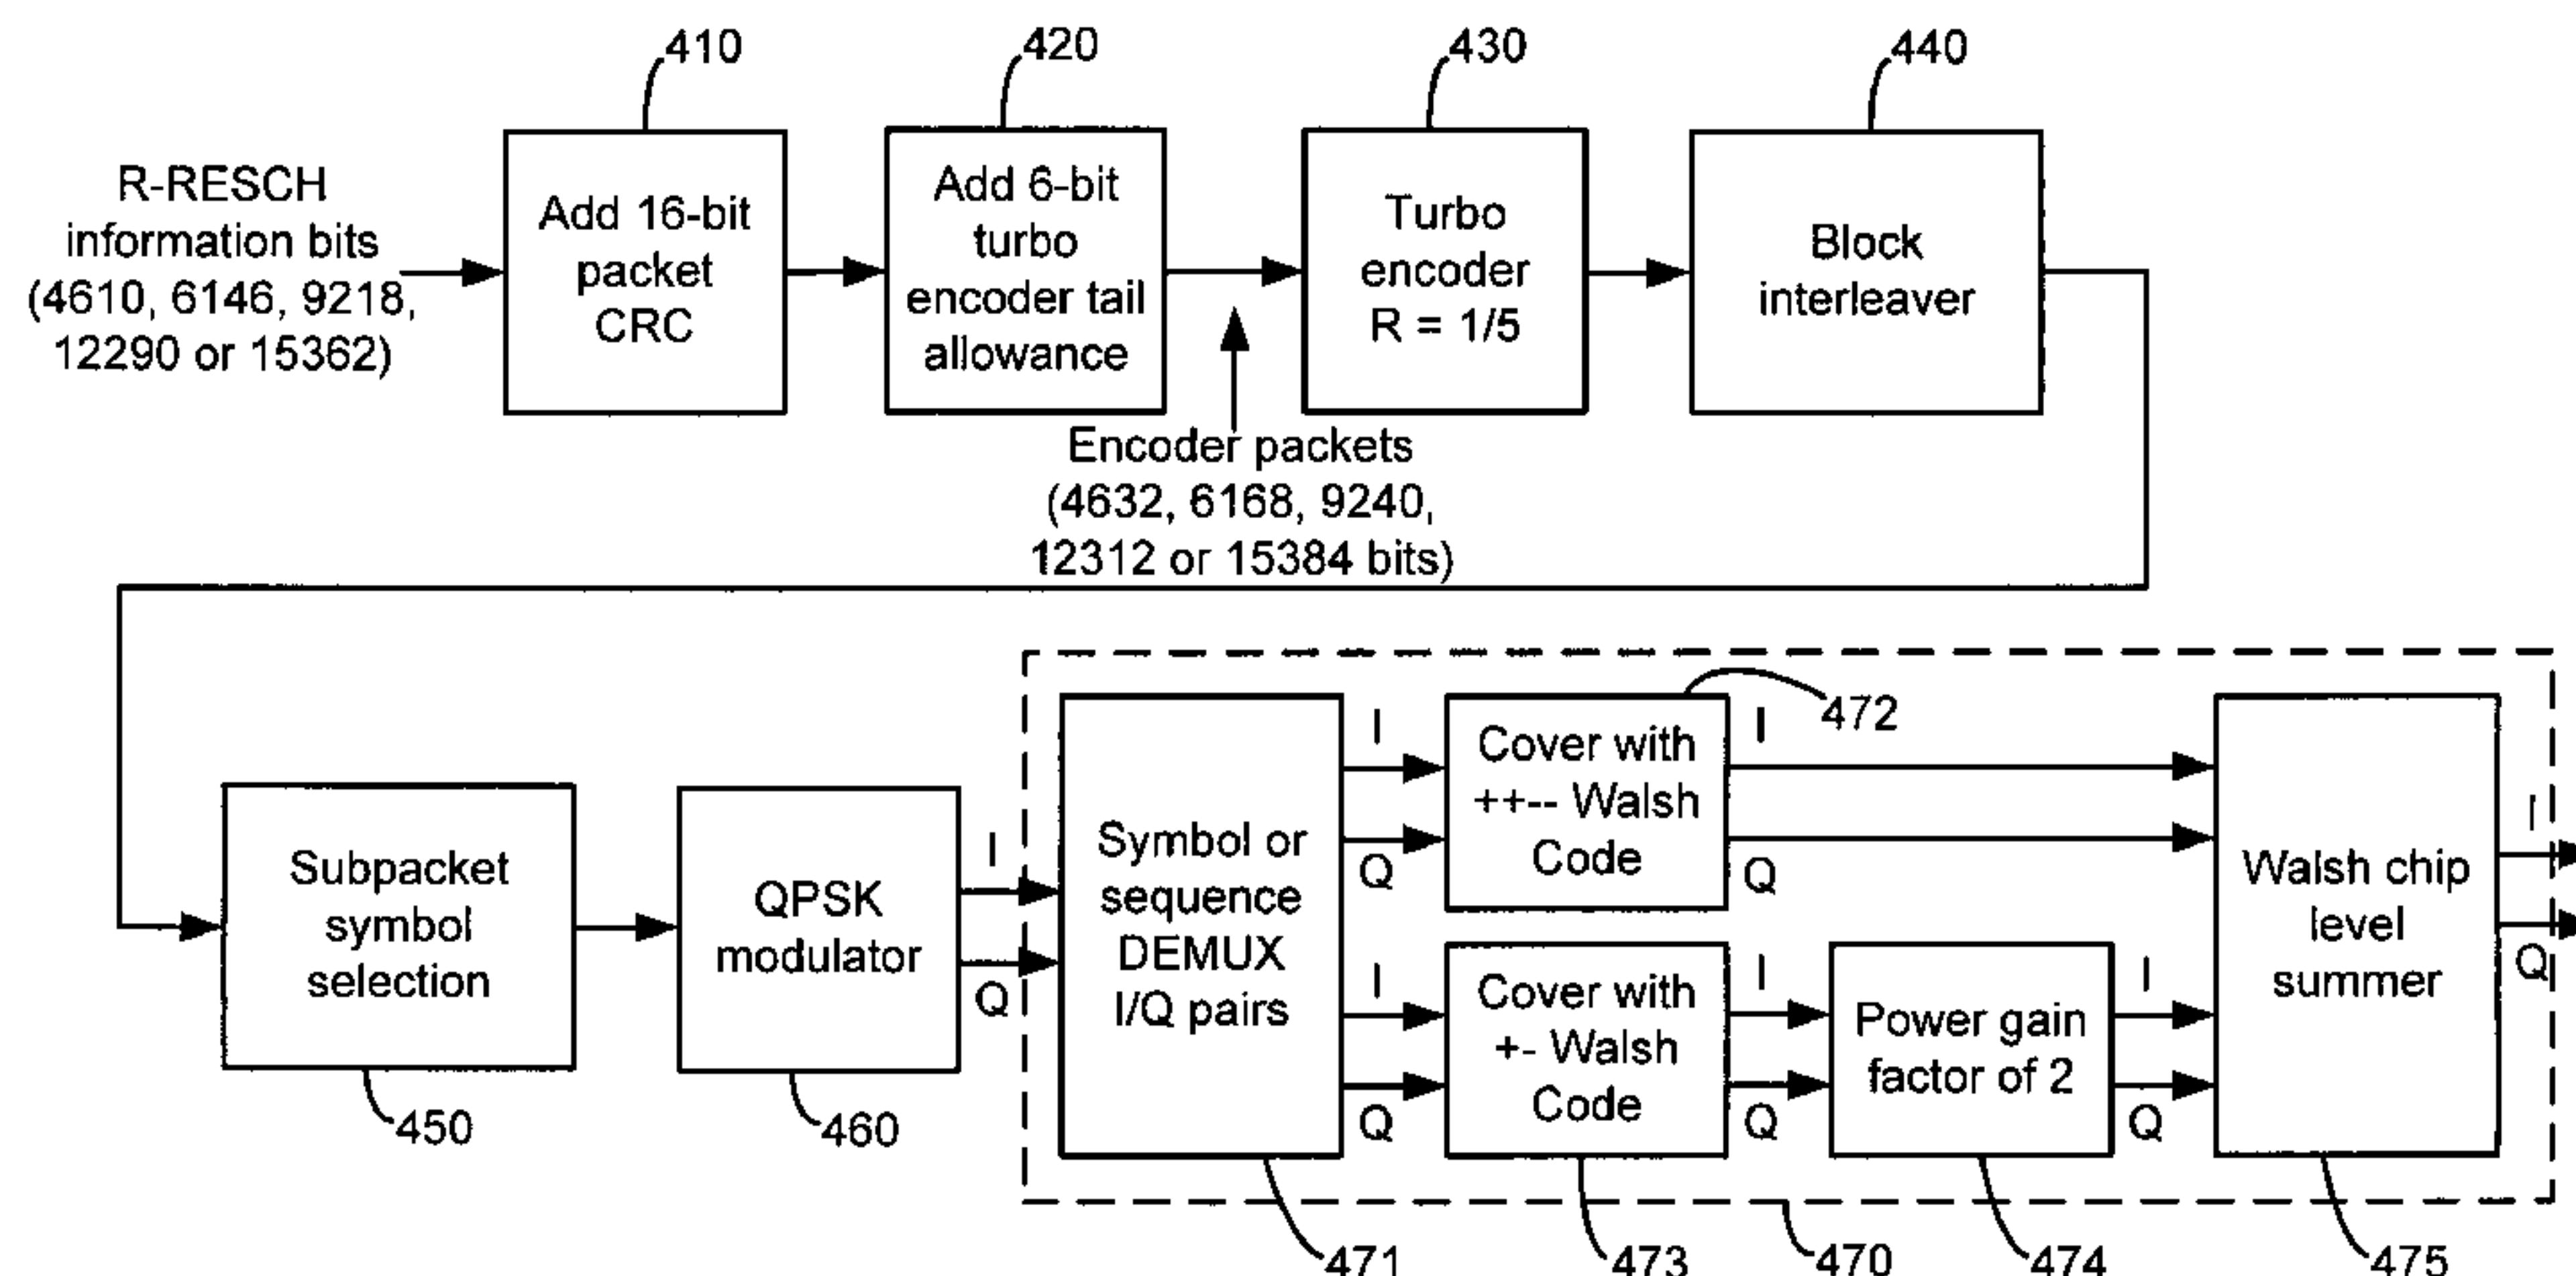 410
420
430
440
R-RESCH
information bits
(4610, 6146, 9218,
12290 or 15362)
Add 16-bit
packet
CRC
Add 6-bit
turbo
encoder tail
allowance
Turbo
encoder
R = 1/5
Block
interleaver
Encoder packets
(4632, 6168, 9240,
12312 or 15384 bits)
Subpacket
symbol
selection
450
QPSK
modulator
460
I
Q
Symbol or
sequence
DEMUX
I/Q pairs
471
I
Q
I
Q
Cover with
++-- Walsh
Code
472
I
Q
Cover with
+- Walsh
Code
473
I
Q
Power gain
factor of 2
474
I
Q
Walsh chip
level
summer
475
I
Q
470